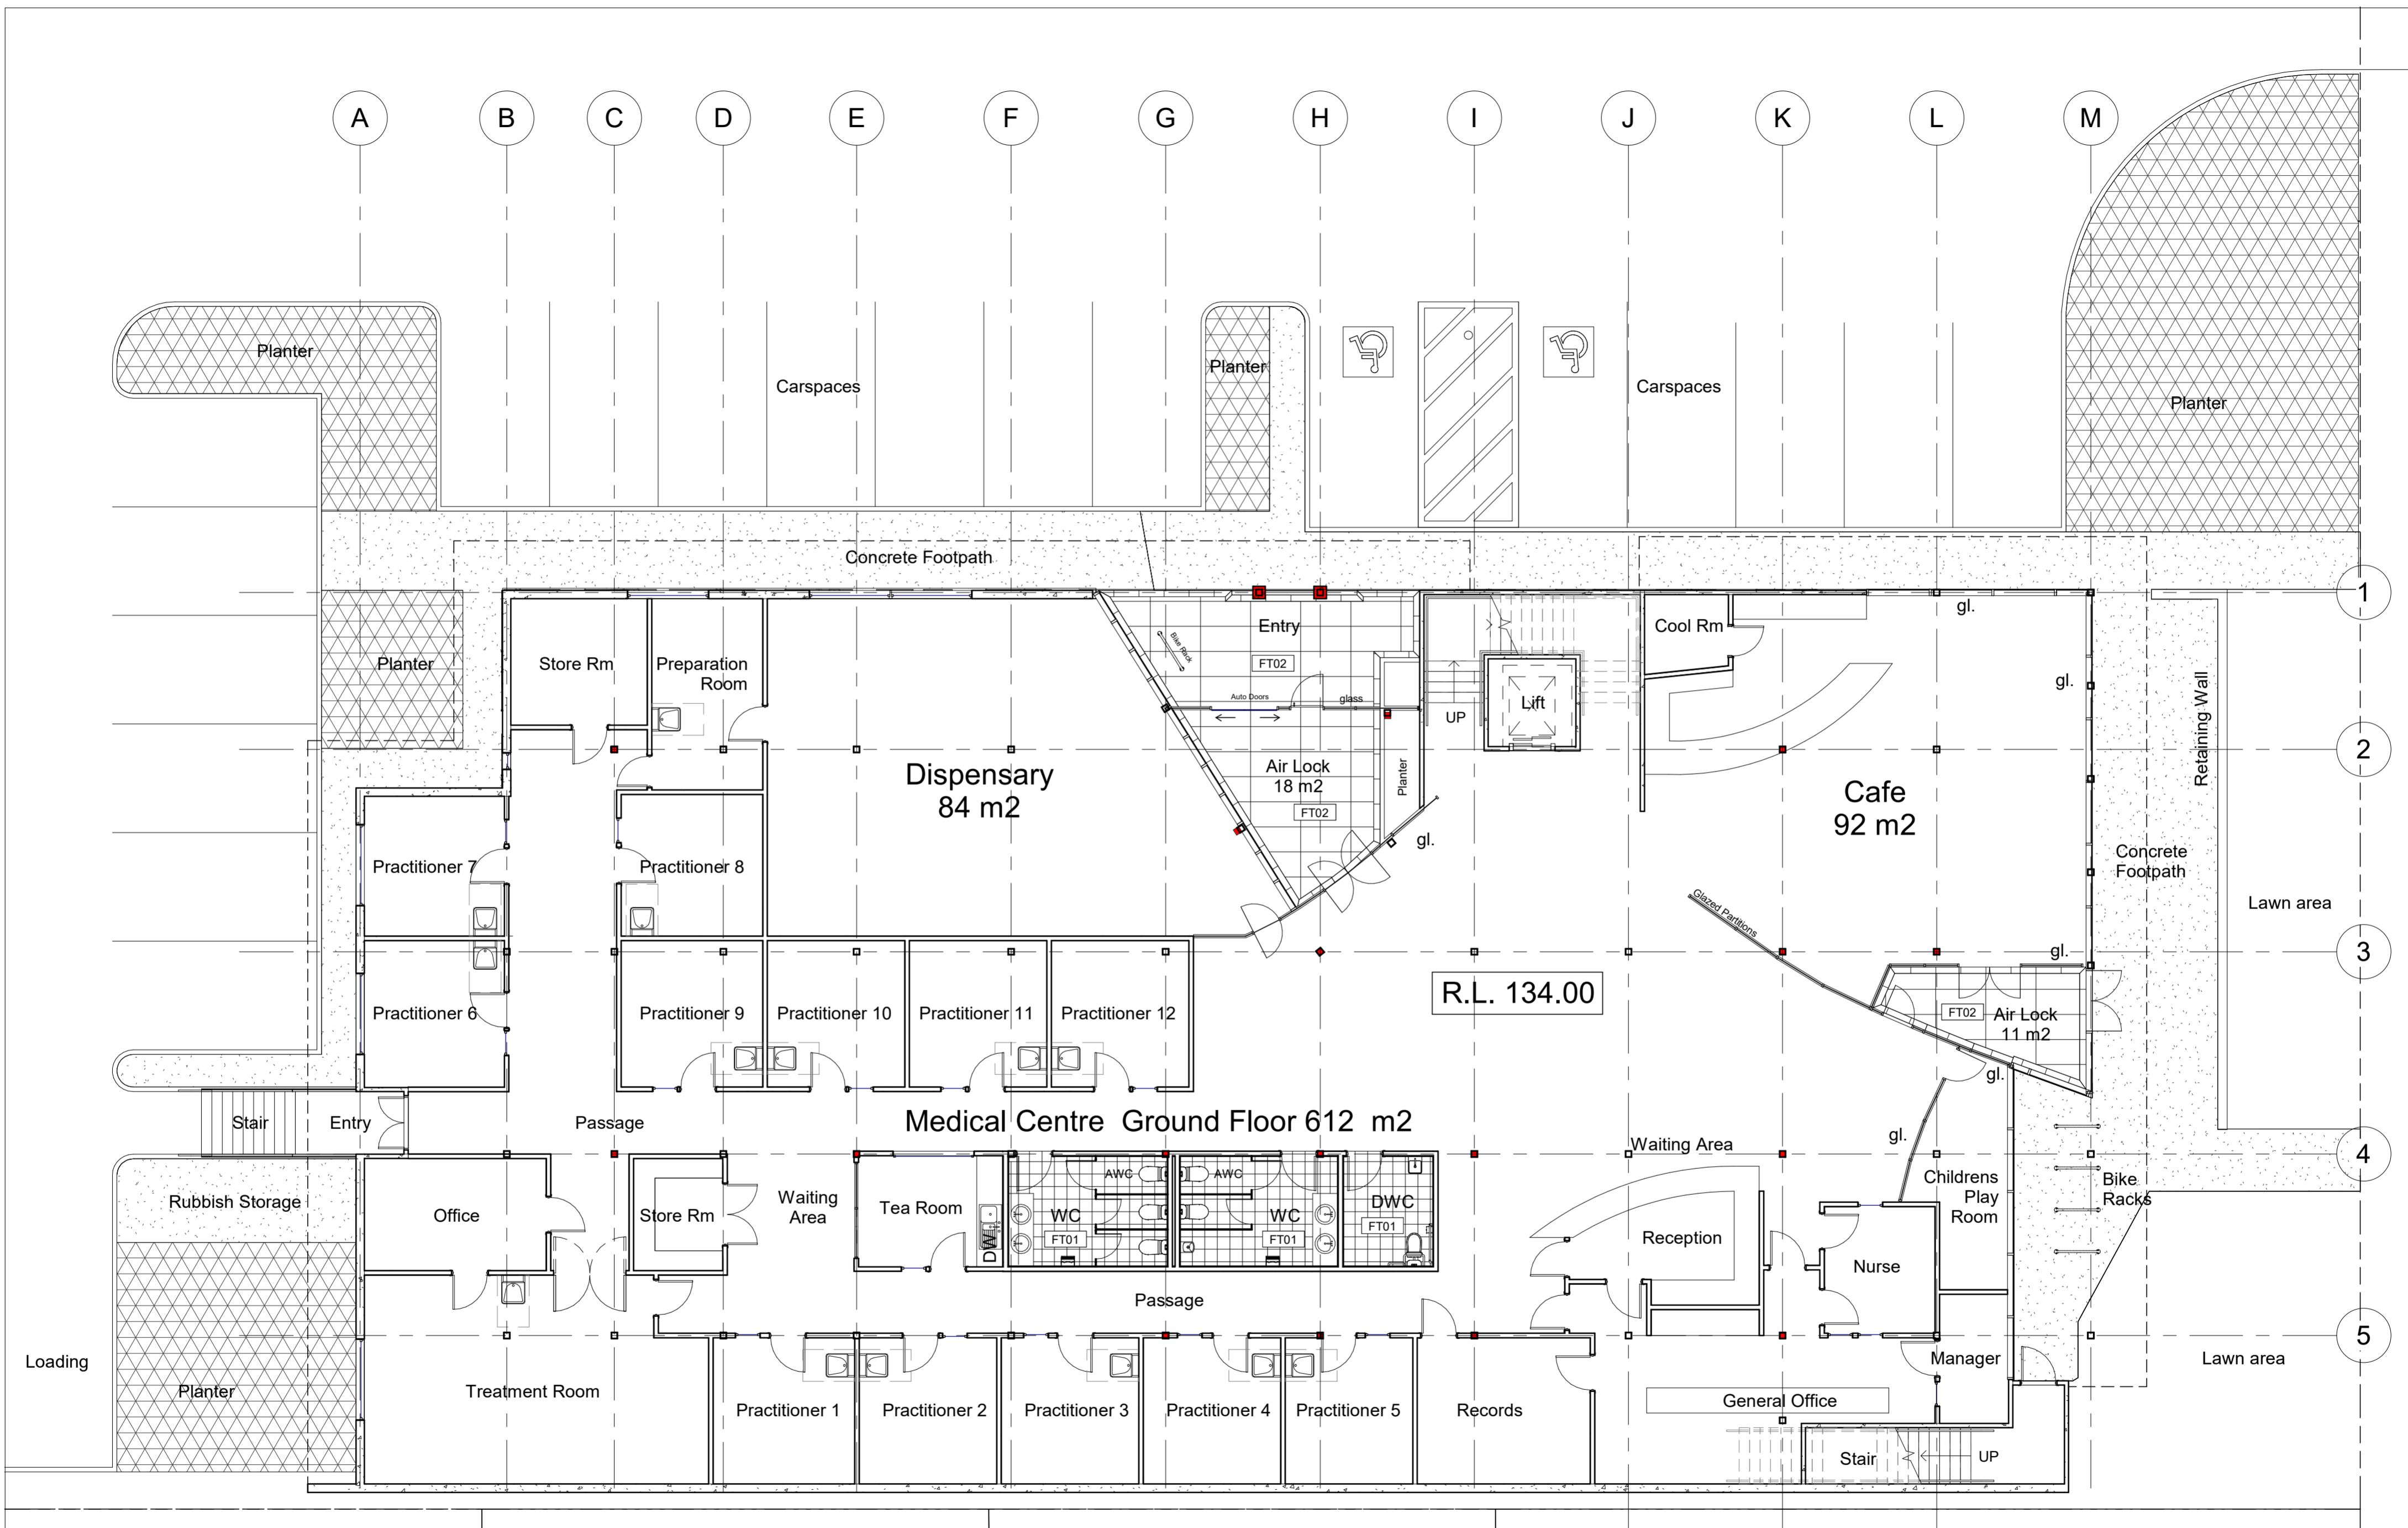 A B C D E F G H I J K L M
Planter
Carspaces
Planter
Carspaces
Planter
Concrete Footpath
1
gl.
Entry
Cool Rm
Bike Rack
Store Rm
Preparation
Room
Planter
FT02
gl.
Retaining Wall
Auto Doors
glass
Lift
UP
2
Dispensary
84 m2
Air Lock
18 m2
Planter
FT02
Cafe
92 m2
gl.
Concrete
Footpath
Practitioner 7
Practitioner 8
Lawn area
Glazed Partitions
gl.
3
R.L. 134.00
Practitioner 6
Practitioner 9
Practitioner 10
Practitioner 11
Practitioner 12
FT02
Air Lock
11 m2
gl.
Stair
Entry
Passage
Medical Centre Ground Floor 612 m2
Waiting Area
gl.
4
Rubbish Storage
Office
Store Rm
Waiting
Area
Tea Room
DW
AWC
WC
FT01
AWC
WC
FT01
DWC
FT01
Reception
Nurse
Childrens
Play
Room
Bike
Racks
Passage
5
Loading
Planter
Treatment Room
Practitioner 1
Practitioner 2
Practitioner 3
Practitioner 4
Practitioner 5
Records
General Office
Manager
Lawn area
Stair
UP